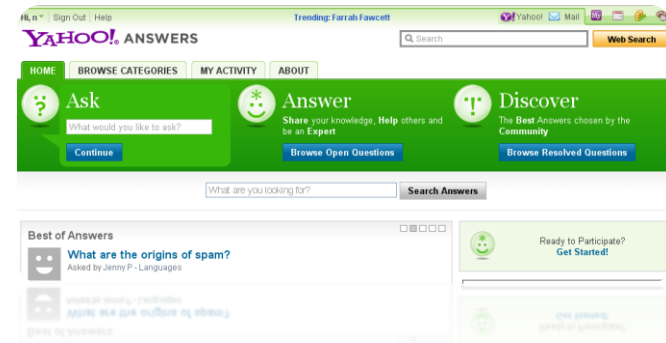 Hi, n Sign Out Help Trending: Farrah Fawcett Yahoo! Mail
YAHOO! ANSWERS Search Web Search
HOME BROWSE CATEGORIES MY ACTIVITY ABOUT
Ask
What would you like to ask?
Continue
Answer
Share your knowledge, Help others and
be an Expert
Browse Open Questions
Discover
The Best Answers chosen by the
Community
Browse Resolved Questions
What are you looking for? Search Answers
Best of Answers
What are the origins of spam?
Asked by Jenny P - Languages
Ready to Participate?
Get Started!